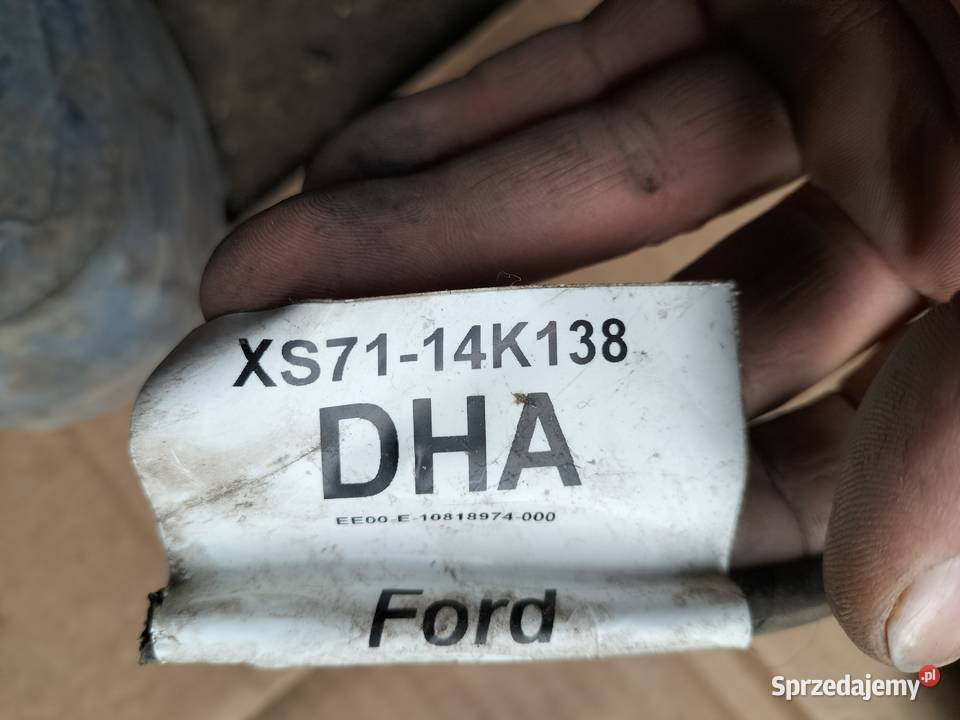 XS71-14K138
DHA
EE00-E-10818974-000
Ford
Sprzedajemy.pl